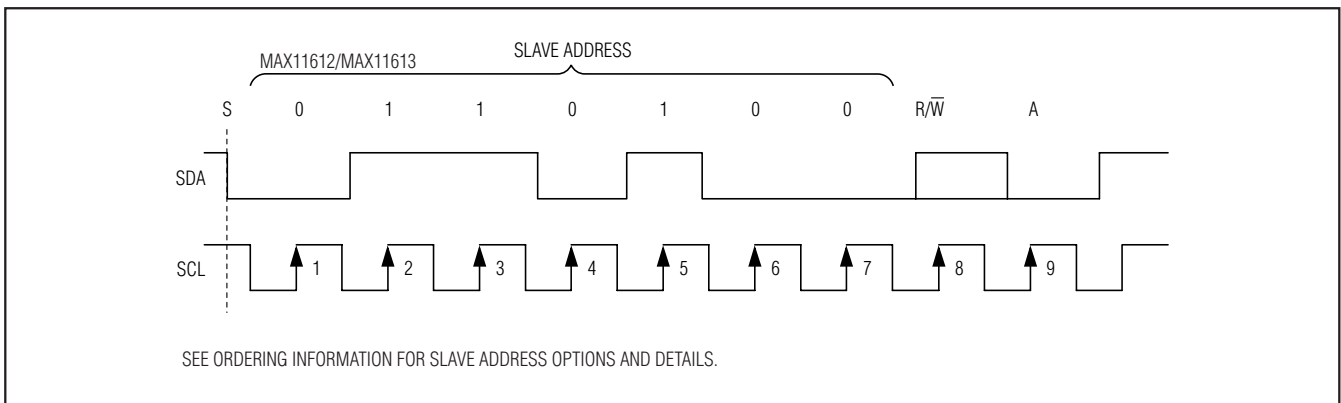 SLAVE ADDRESS
MAX11612/MAX11613
S 0 1 1 0 1 0 0 R/W̅ A
SDA
SCL 1 2 3 4 5 6 7 8 9
SEE ORDERING INFORMATION FOR SLAVE ADDRESS OPTIONS AND DETAILS.